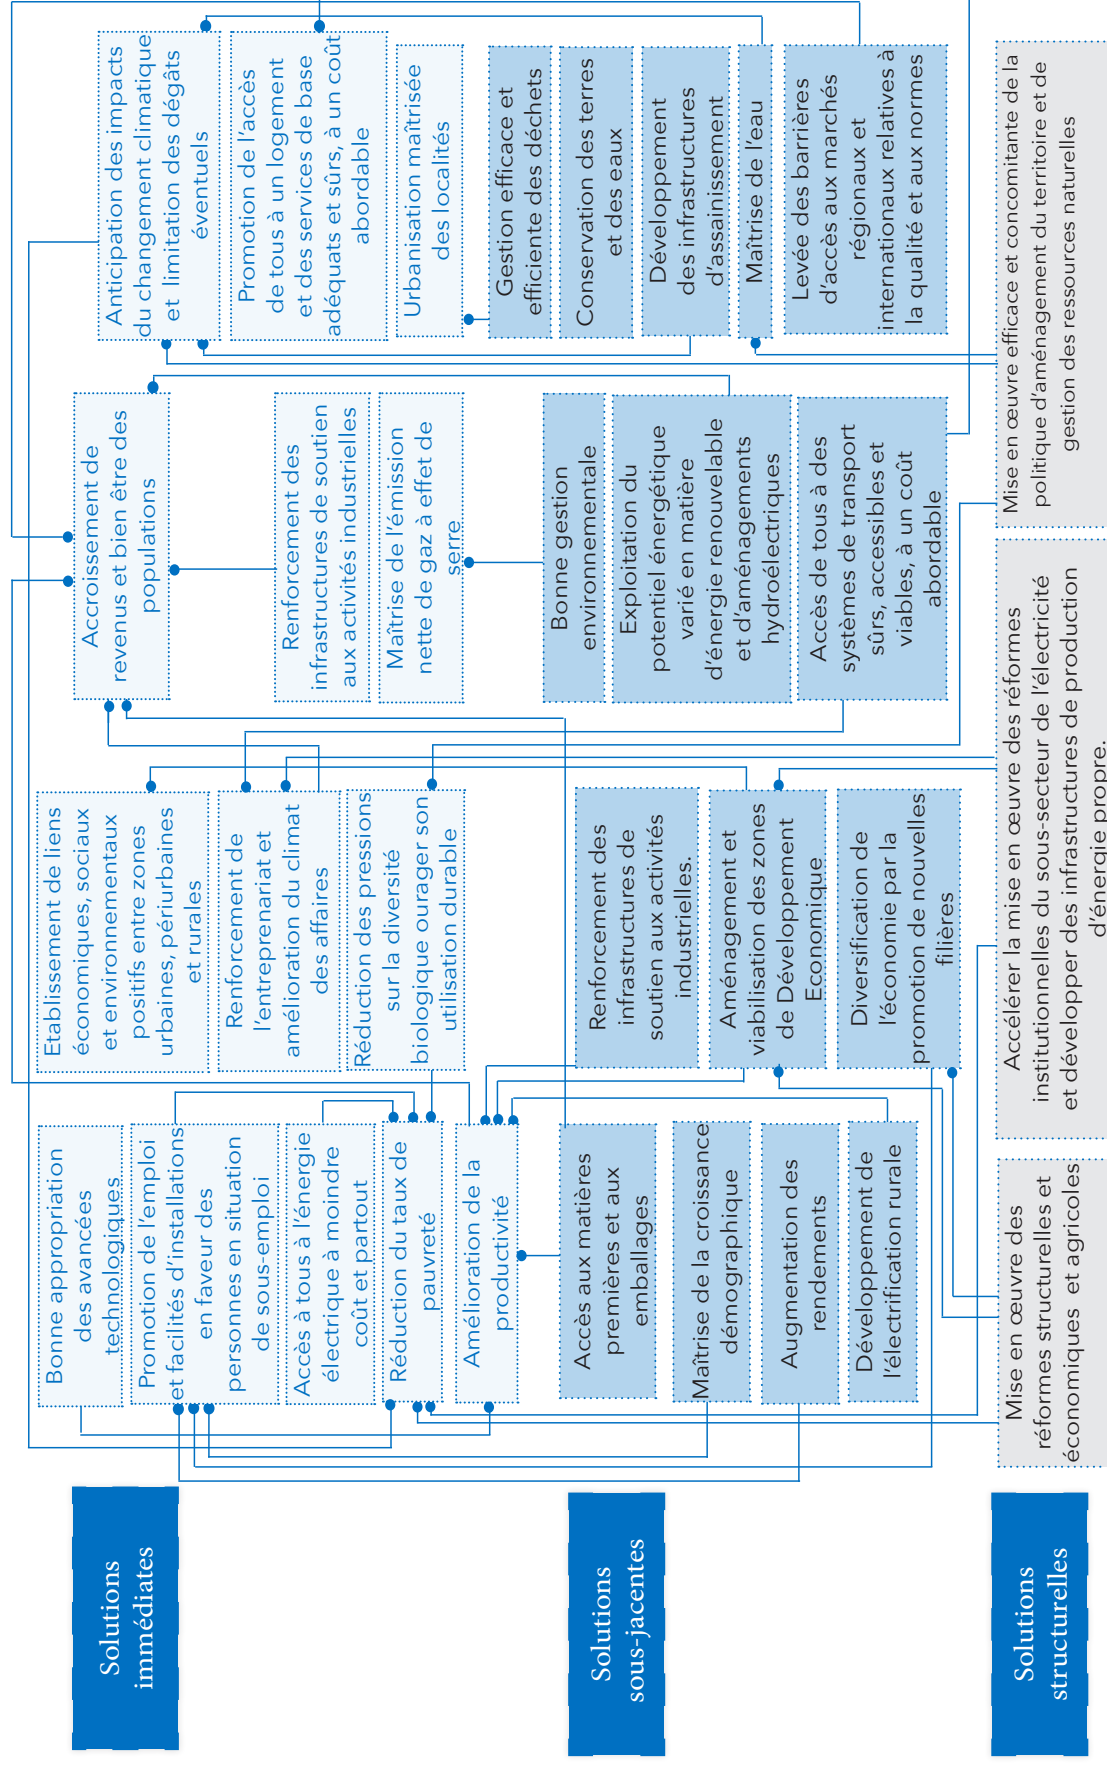 Solutions
immédiates
Bonne appropriation
des avancées
technologiques
Promotion de l'emploi
et facilités d'installations
en faveur des
personnes en situation
de sous-emploi
Accès à tous à l'énergie
électrique à moindre
coût et partout
Réduction du taux de
pauvreté
Amélioration de la
productivité
Etablissement de liens
économiques, sociaux
et environnementaux
positifs entre zones
urbaines, périurbaines
et rurales
Renforcement de
l'entreprenariat et
amélioration du climat
des affaires
Réduction des pressions
sur la diversité
biologique ourager son
utilisation durable
Accroissement de
revenus et bien être des
populations
Renforcement des
infrastructures de soutien
aux activités industrielles
Maîtrise de l'émission
nette de gaz à effet de
serre
Anticipation des impacts
du changement climatique
et limitation des dégâts
éventuels
Promotion de l'accès
de tous à un logement
et des services de base
adéquats et sûrs, à un coût
abordable
Urbanisation maîtrisée
des localités
Solutions
sous-jacentes
Accès aux matières
premières et aux
emballages
Maîtrise de la croissance
démographique
Augmentation des
rendements
Développement de
l'électrification rurale
Renforcement des
infrastructures de
soutien aux activités
industrielles.
Aménagement et
viabilisation des zones
de Développement
Economique
Diversification de
l'économie par la
promotion de nouvelles
filières
Bonne gestion
environnementale
Exploitation du
potentiel énergétique
varié en matière
d'énergie renouvelable
et d'aménagements
hydroélectriques
Accès de tous à des
systèmes de transport
sûrs, accessibles et
viables, à un coût
abordable
Gestion efficace et
efficiente des déchets
Conservation des terres
et des eaux
Développement
des infrastructures
d'assainissement
Maîtrise de l'eau
Levée des barrières
d'accès aux marchés
régionaux et
internationaux relatives à
la qualité et aux normes
Solutions
structurelles
Mise en œuvre des
réformes structurelles et
économiques et agricoles
Accélérer la mise en œuvre des réformes
institutionnelles du sous-secteur de l'électricité
et développer des infrastructures de production
d'énergie propre.
Mise en œuvre efficace et concomitante de la
politique d'aménagement du territoire et de
gestion des ressources naturelles